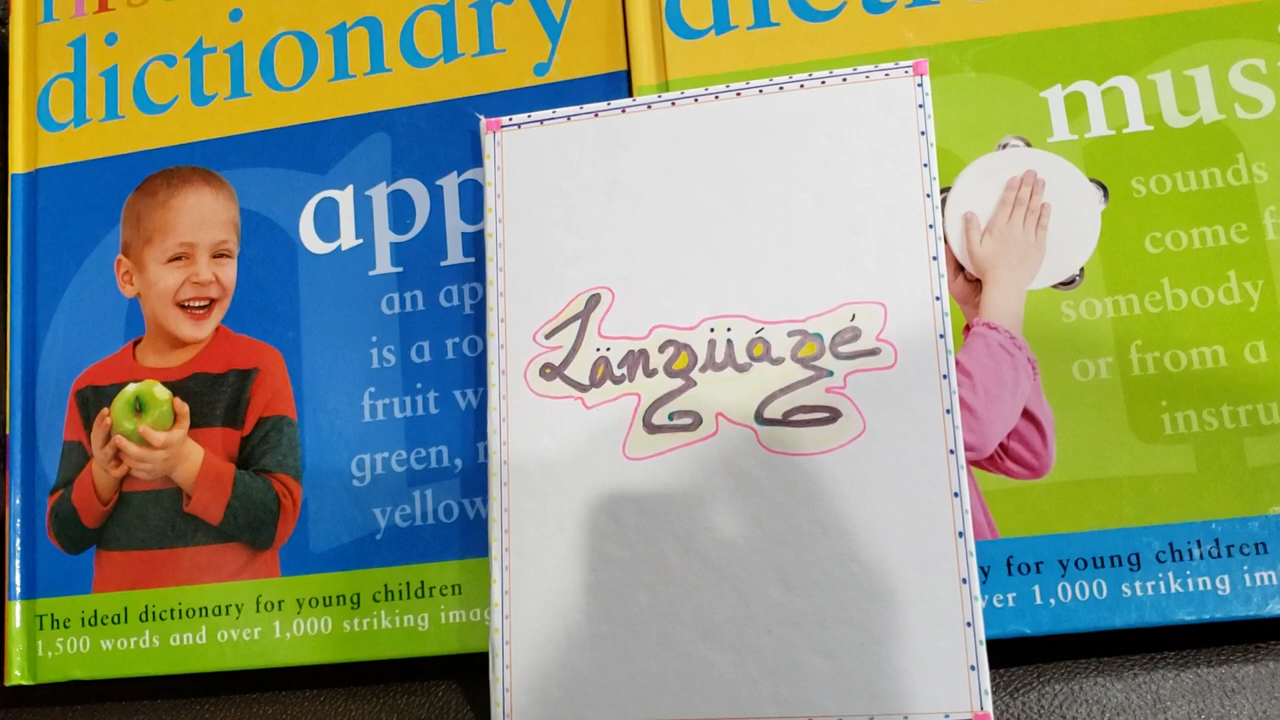 dictionary
app
an ap
is a ro
fruit w
green, r
yellow
The ideal dictionary for young children
1,500 words and over 1,000 striking imag
Längüágé
mus
sounds
come f
somebody
or from a
instru
y for young children
ver 1,000 striking im